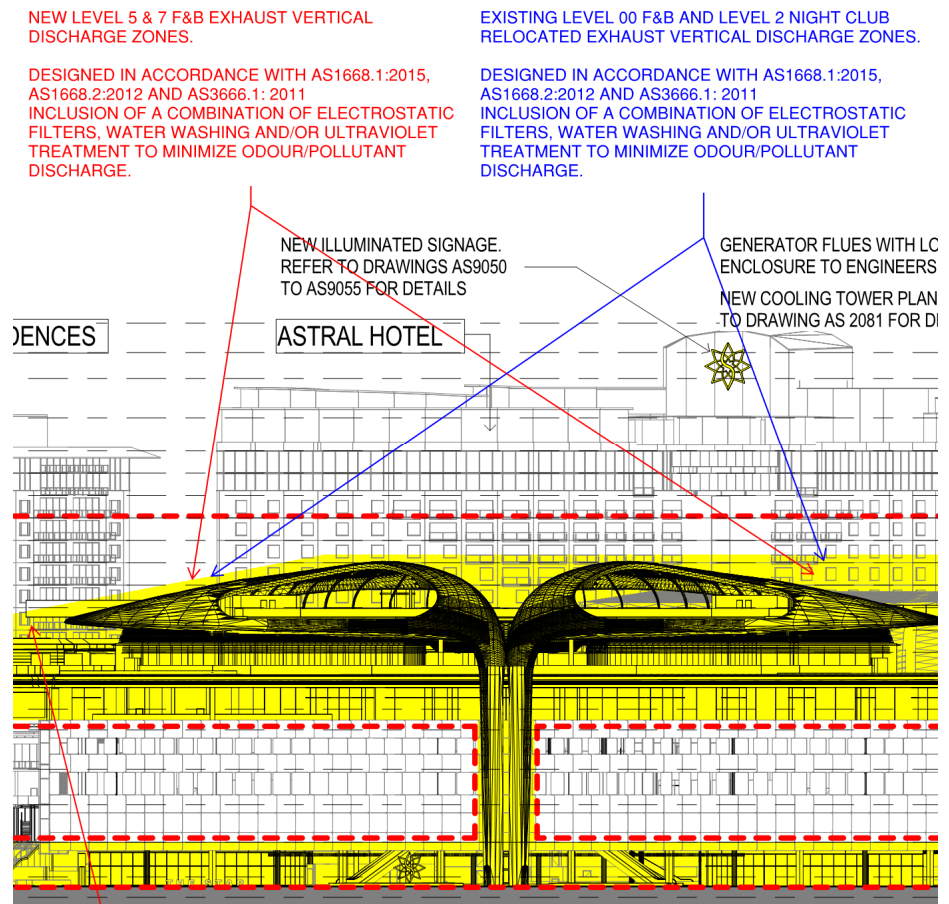 NEW LEVEL 5 & 7 F&B EXHAUST VERTICAL
DISCHARGE ZONES.
DESIGNED IN ACCORDANCE WITH AS1668.1:2015,
AS1668.2:2012 AND AS3666.1: 2011
INCLUSION OF A COMBINATION OF ELECTROSTATIC
FILTERS, WATER WASHING AND/OR ULTRAVIOLET
TREATMENT TO MINIMIZE ODOUR/POLLUTANT
DISCHARGE.
EXISTING LEVEL 00 F&B AND LEVEL 2 NIGHT CLUB
RELOCATED EXHAUST VERTICAL DISCHARGE ZONES.
DESIGNED IN ACCORDANCE WITH AS1668.1:2015,
AS1668.2:2012 AND AS3666.1: 2011
INCLUSION OF A COMBINATION OF ELECTROSTATIC
FILTERS, WATER WASHING AND/OR ULTRAVIOLET
TREATMENT TO MINIMIZE ODOUR/POLLUTANT
DISCHARGE.
NEW ILLUMINATED SIGNAGE.
REFER TO DRAWINGS AS9050
TO AS9055 FOR DETAILS
GENERATOR FLUES WITH LO
ENCLOSURE TO ENGINEERS
NEW COOLING TOWER PLAN
TO DRAWING AS 2081 FOR D
DENCES
ASTRAL HOTEL
THE STAR